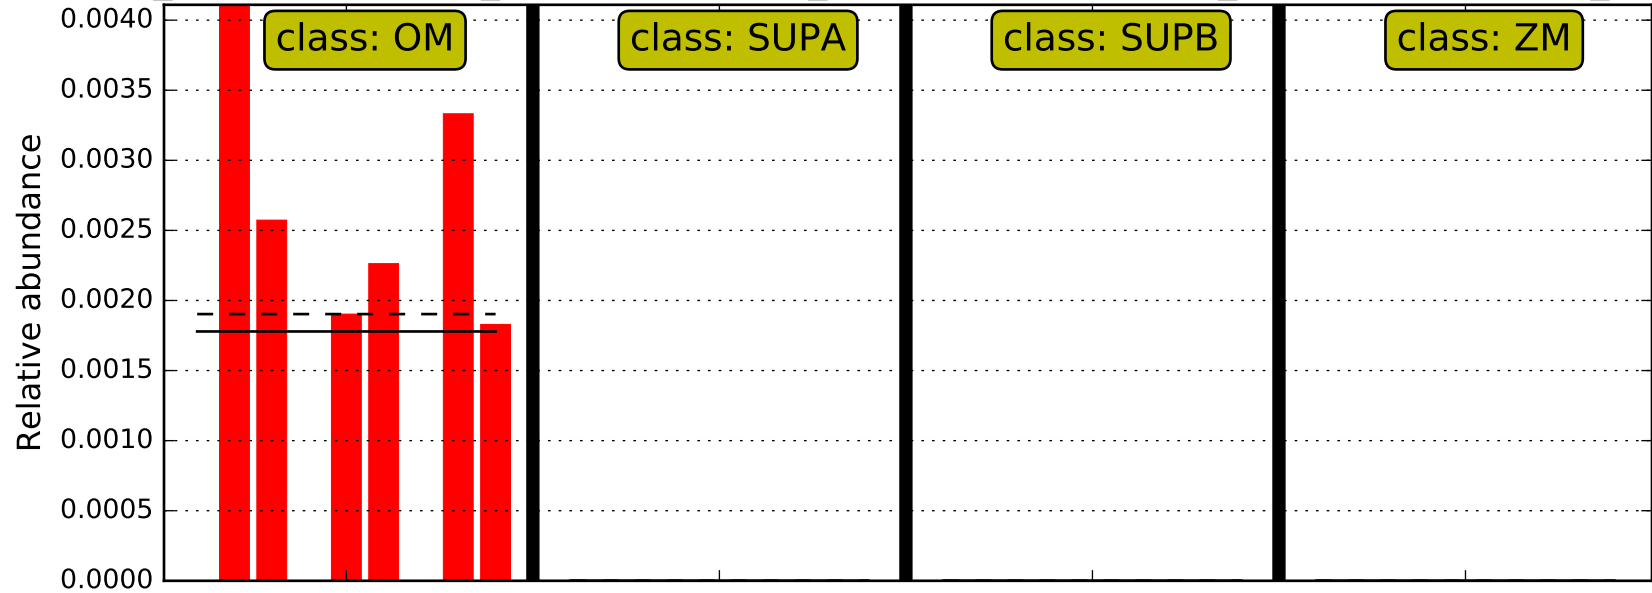 class: OM
class: SUPA
class: SUPB
class: ZM
0.0040
0.0035
0.0030
0.0025
0.0020
0.0015
0.0010
0.0005
0.0000
Relative abundance